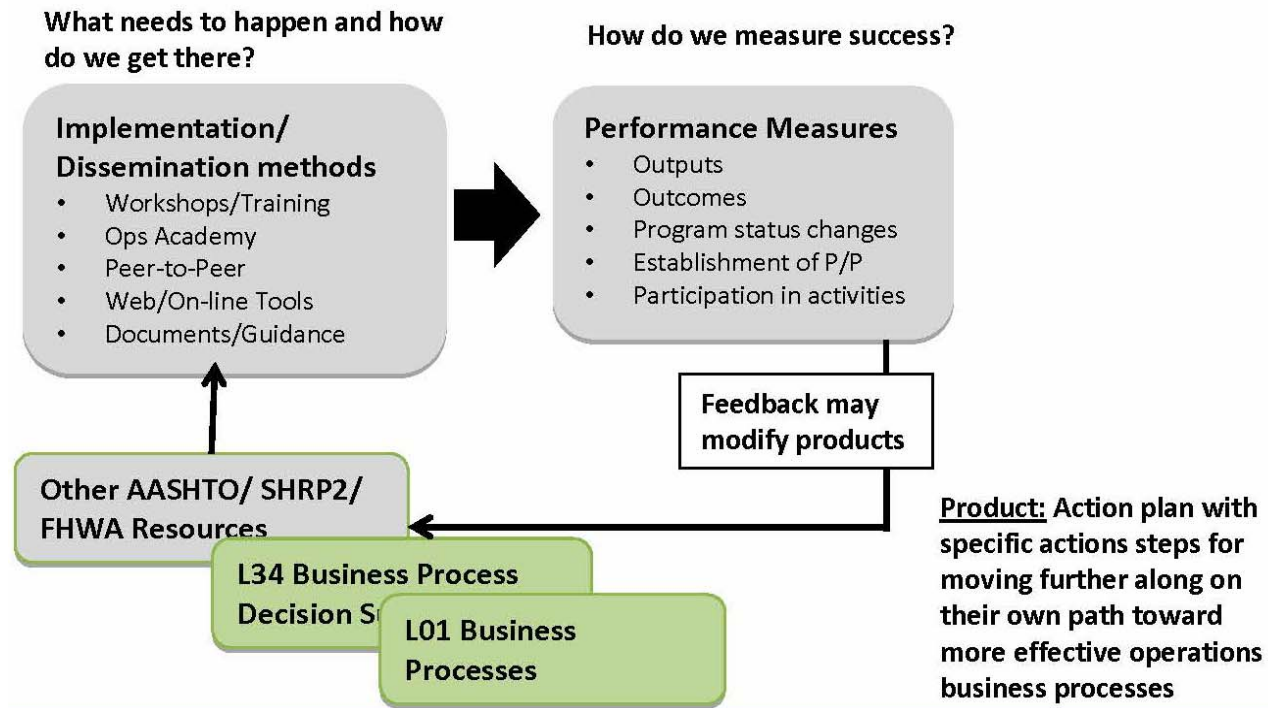 What needs to happen and how
do we get there?
How do we measure success?
Implementation/
Dissemination methods
• Workshops/Training
• Ops Academy
• Peer-to-Peer
• Web/On-line Tools
• Documents/Guidance
Performance Measures
• Outputs
• Outcomes
• Program status changes
• Establishment of P/P
• Participation in activities
Feedback may
modify products
Other AASHTO/ SHRP2/
FHWA Resources
L34 Business Process
Decision
L01 Business
Processes
Product: Action plan with
specific actions steps for
moving further along on
their own path toward
more effective operations
business processes